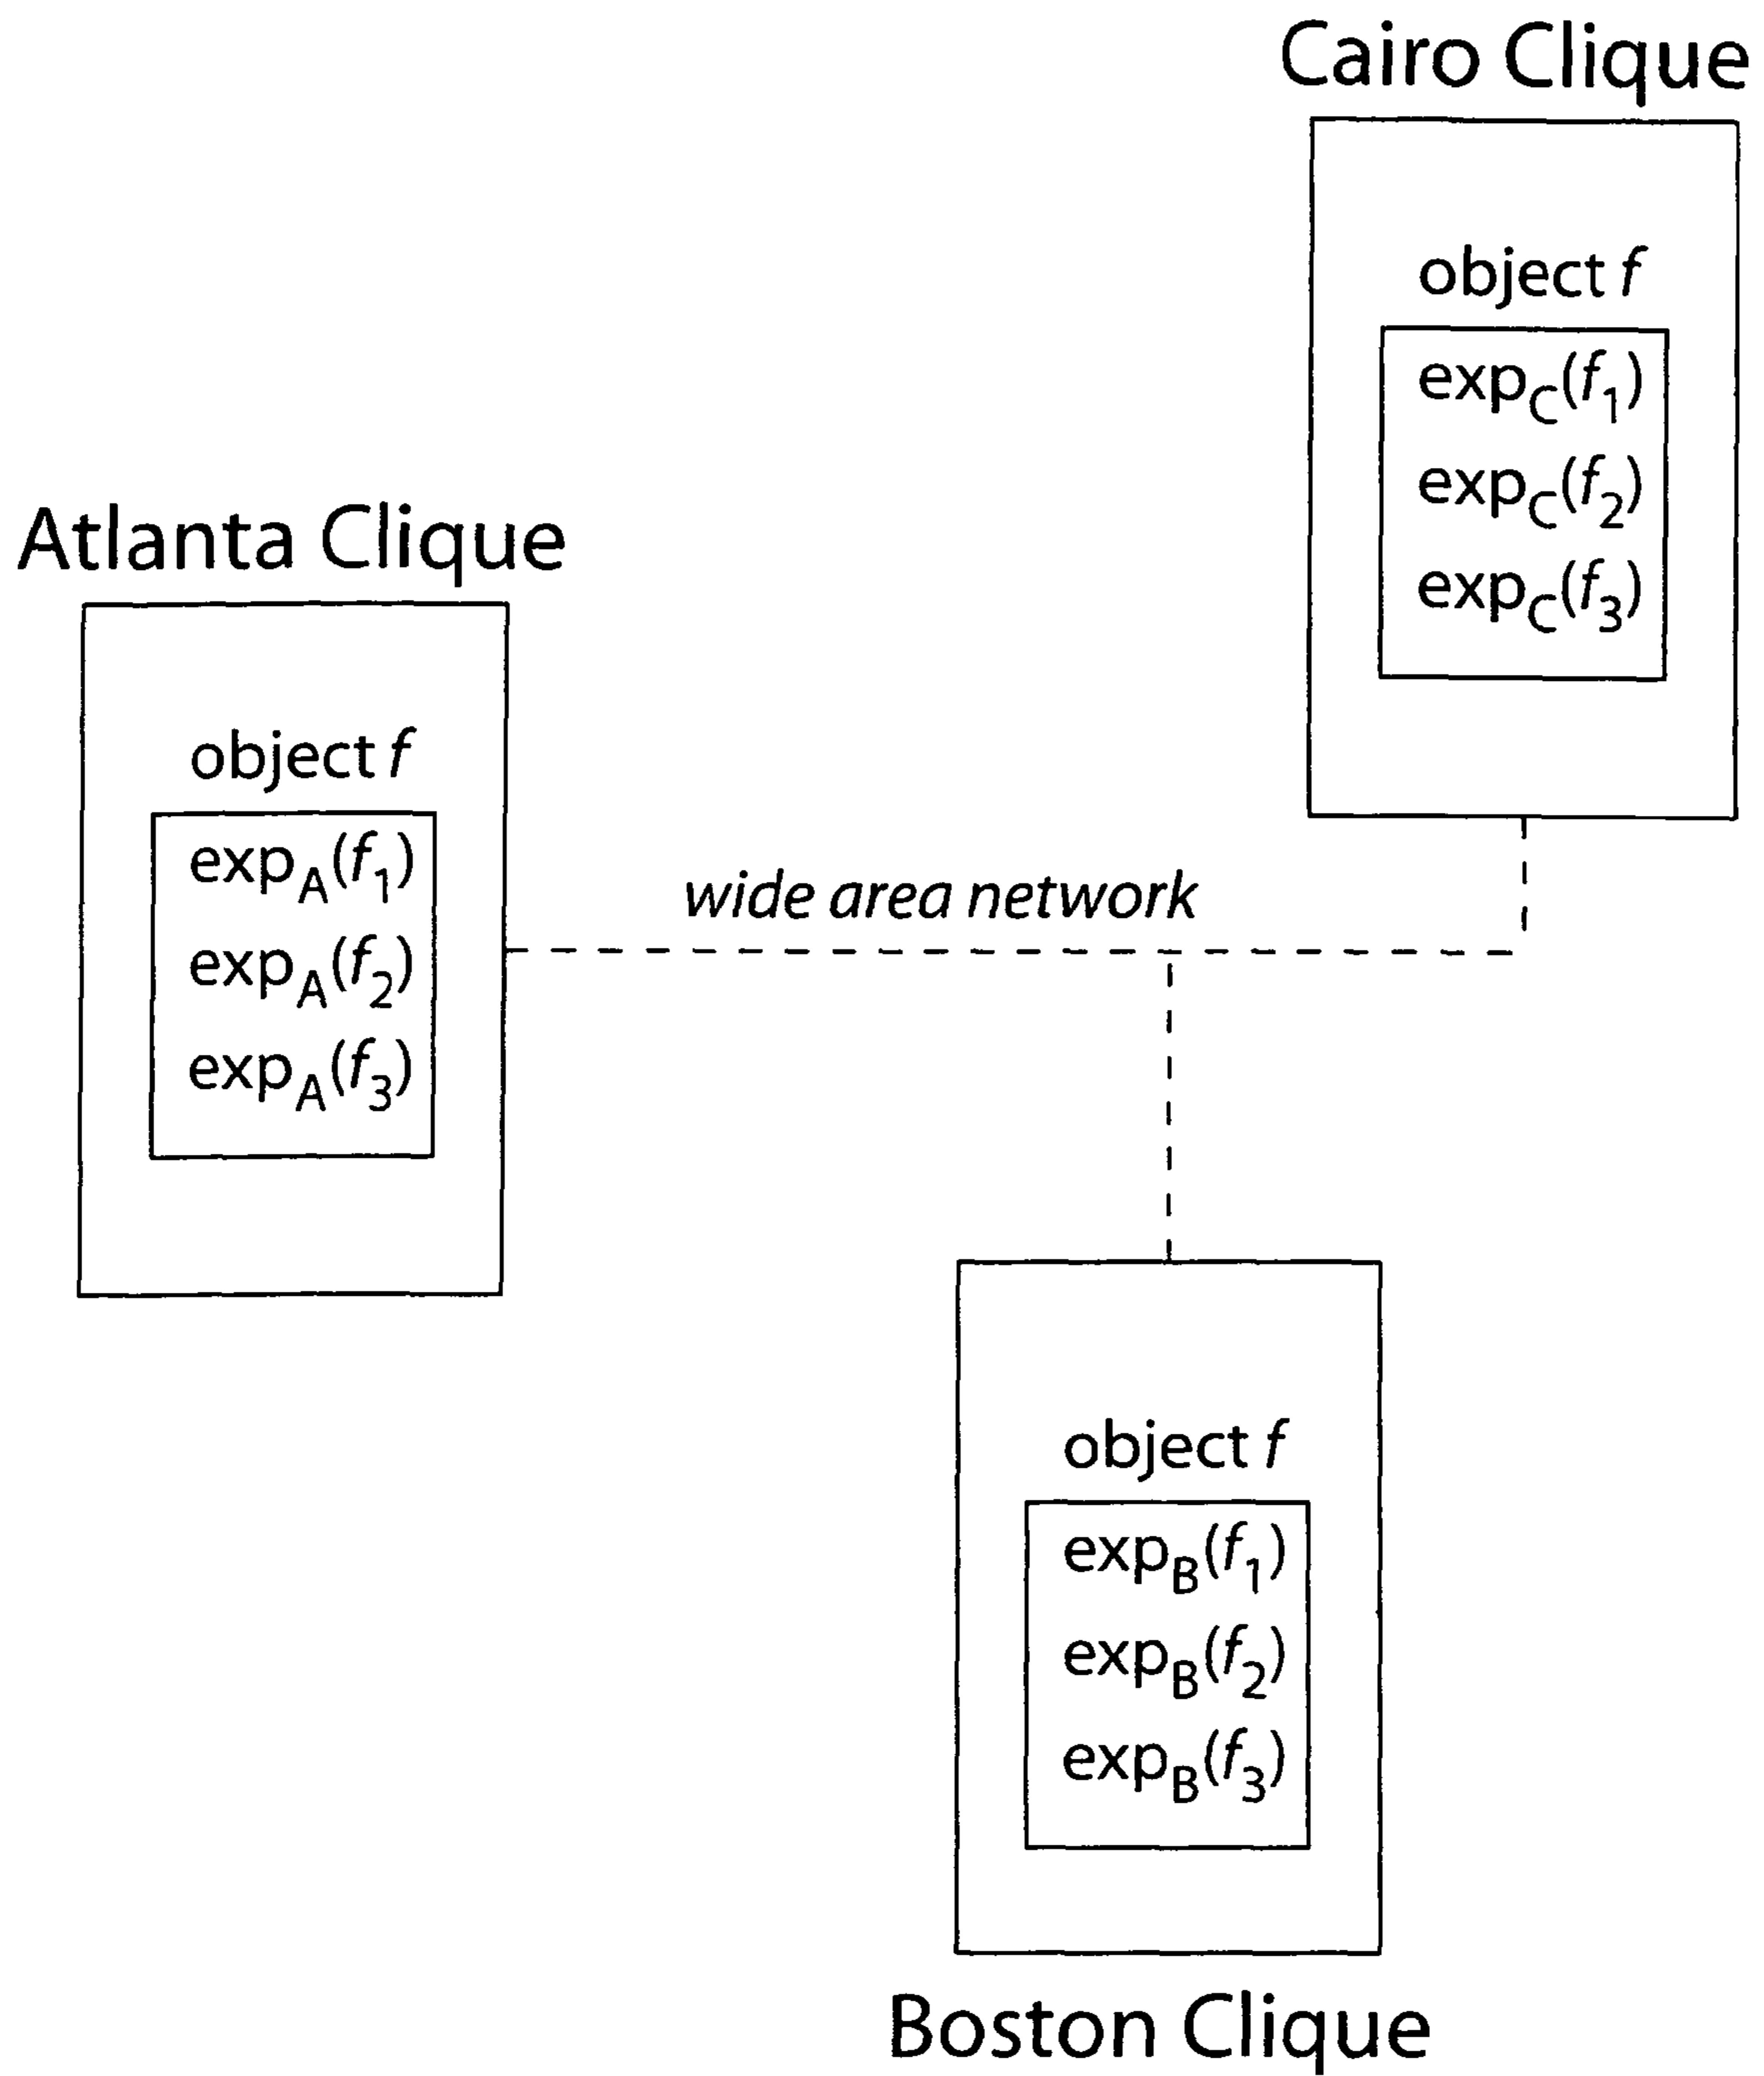 Cairo Clique
object f
exp_C(f_1)
exp_C(f_2)
exp_C(f_3)
Atlanta Clique
object f
exp_A(f_1)
exp_A(f_2)
exp_A(f_3)
wide area network
object f
exp_B(f_1)
exp_B(f_2)
exp_B(f_3)
Boston Clique